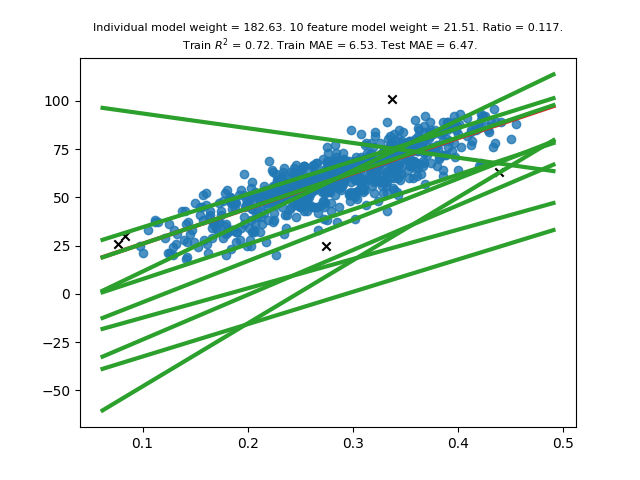 Individual model weight = 182.63. 10 feature model weight = 21.51. Ratio = 0.117.
Train R² = 0.72. Train MAE = 6.53. Test MAE = 6.47.
100
75
50
25
0
−25
−50
0.1 0.2 0.3 0.4 0.5